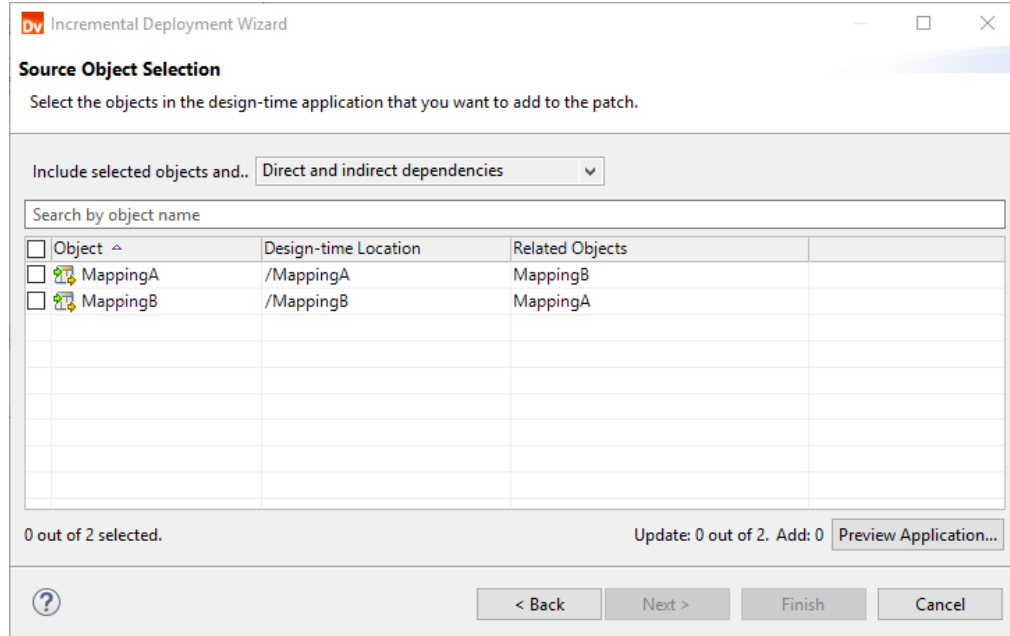 Dv Incremental Deployment Wizard
Source Object Selection
Select the objects in the design-time application that you want to add to the patch.
Include selected objects and.. Direct and indirect dependencies
Search by object name
Object Design-time Location Related Objects
MappingA /MappingA MappingB
MappingB /MappingB MappingA
0 out of 2 selected. Update: 0 out of 2. Add: 0 Preview Application...
? < Back Next > Finish Cancel